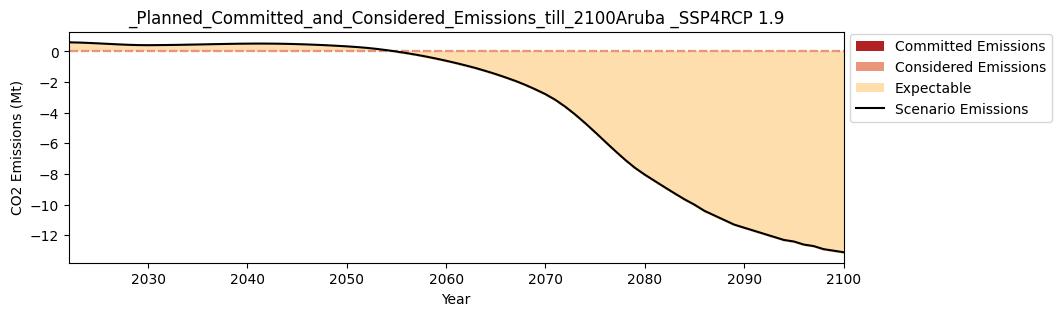 _Planned_Committed_and_Considered_Emissions_till_2100Aruba _SSP4RCP 1.9
CO2 Emissions (Mt)
0
−2
−4
−6
−8
−10
−12
2030 2040 2050 2060 2070 2080 2090 2100
Year
Committed Emissions
Considered Emissions
Expectable
Scenario Emissions